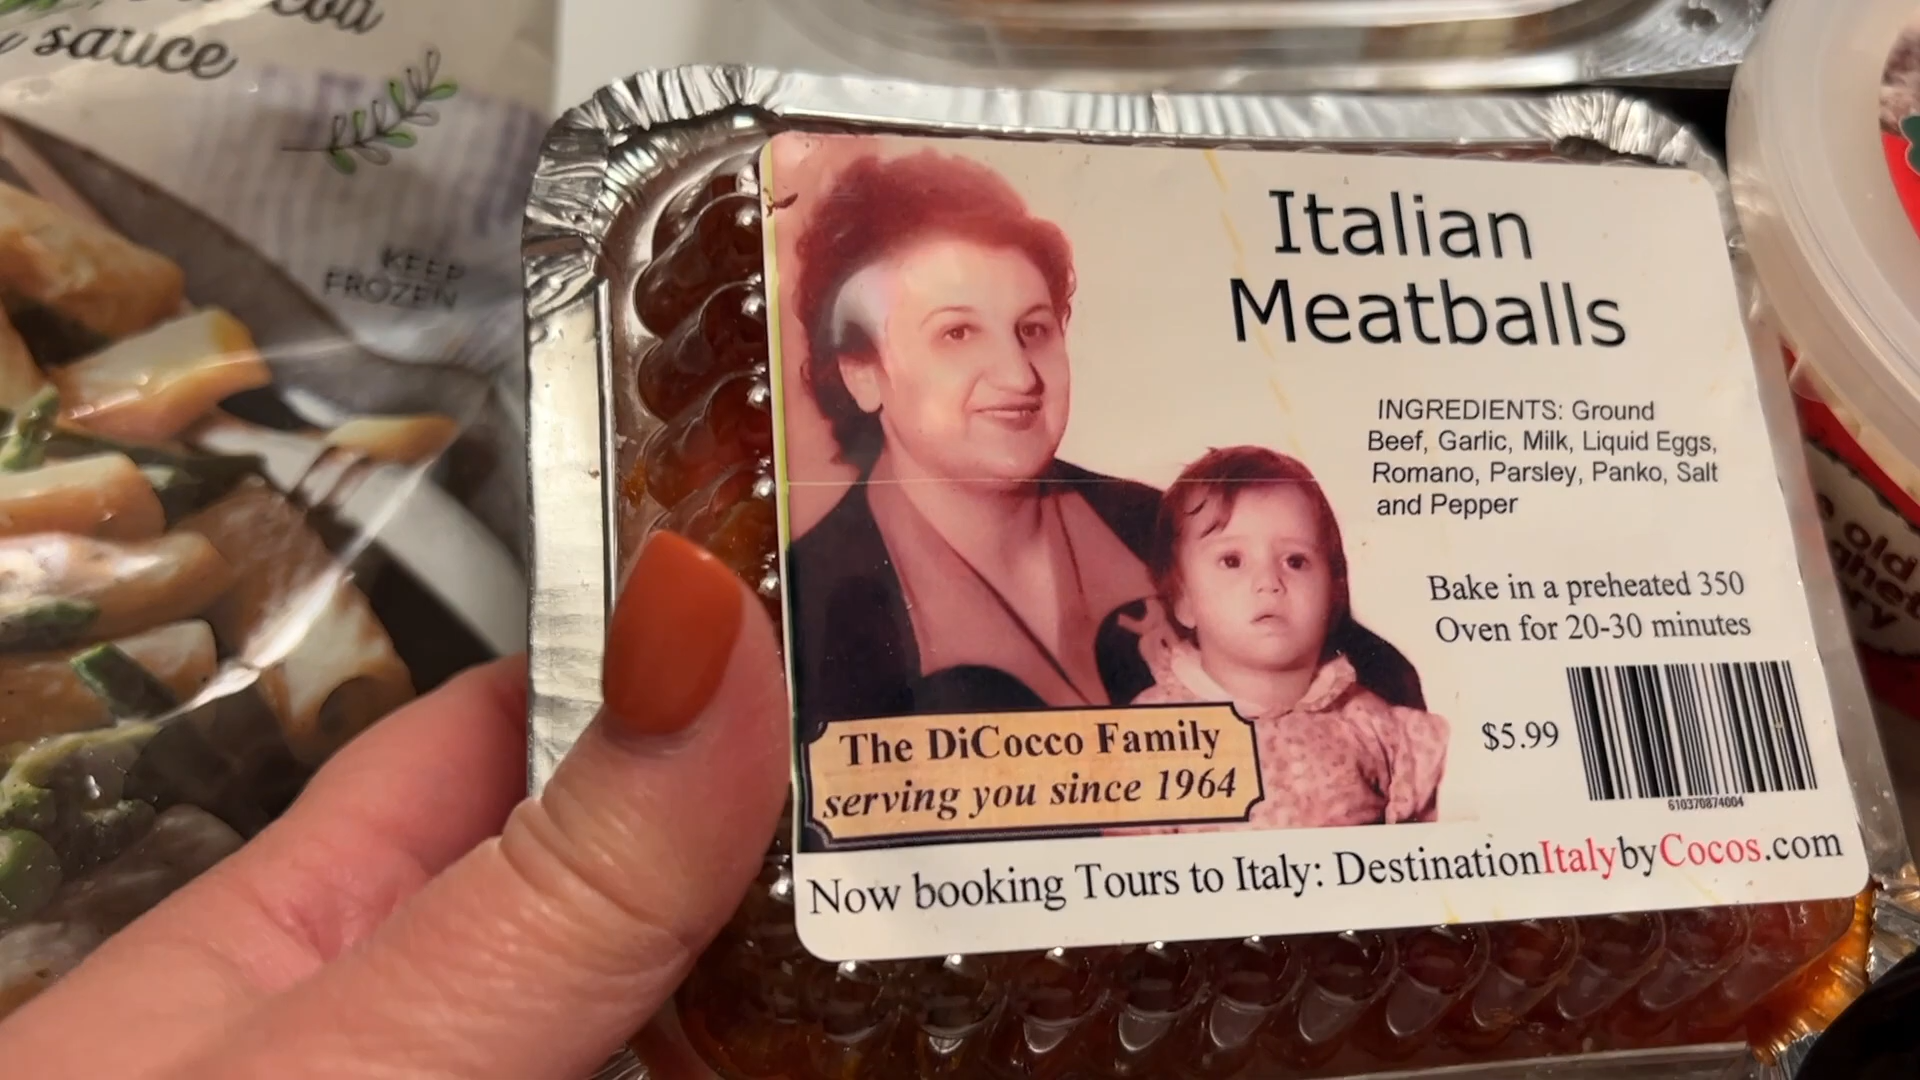 sauce
KEEP
FROZEN
Italian
Meatballs
INGREDIENTS: Ground
Beef, Garlic, Milk, Liquid Eggs,
Romano, Parsley, Panko, Salt
and Pepper
Bake in a preheated 350
Oven for 20-30 minutes
$5.99
610370874004
The DiCocco Family
serving you since 1964
Now booking Tours to Italy: DestinationItalybyCocos.com
old